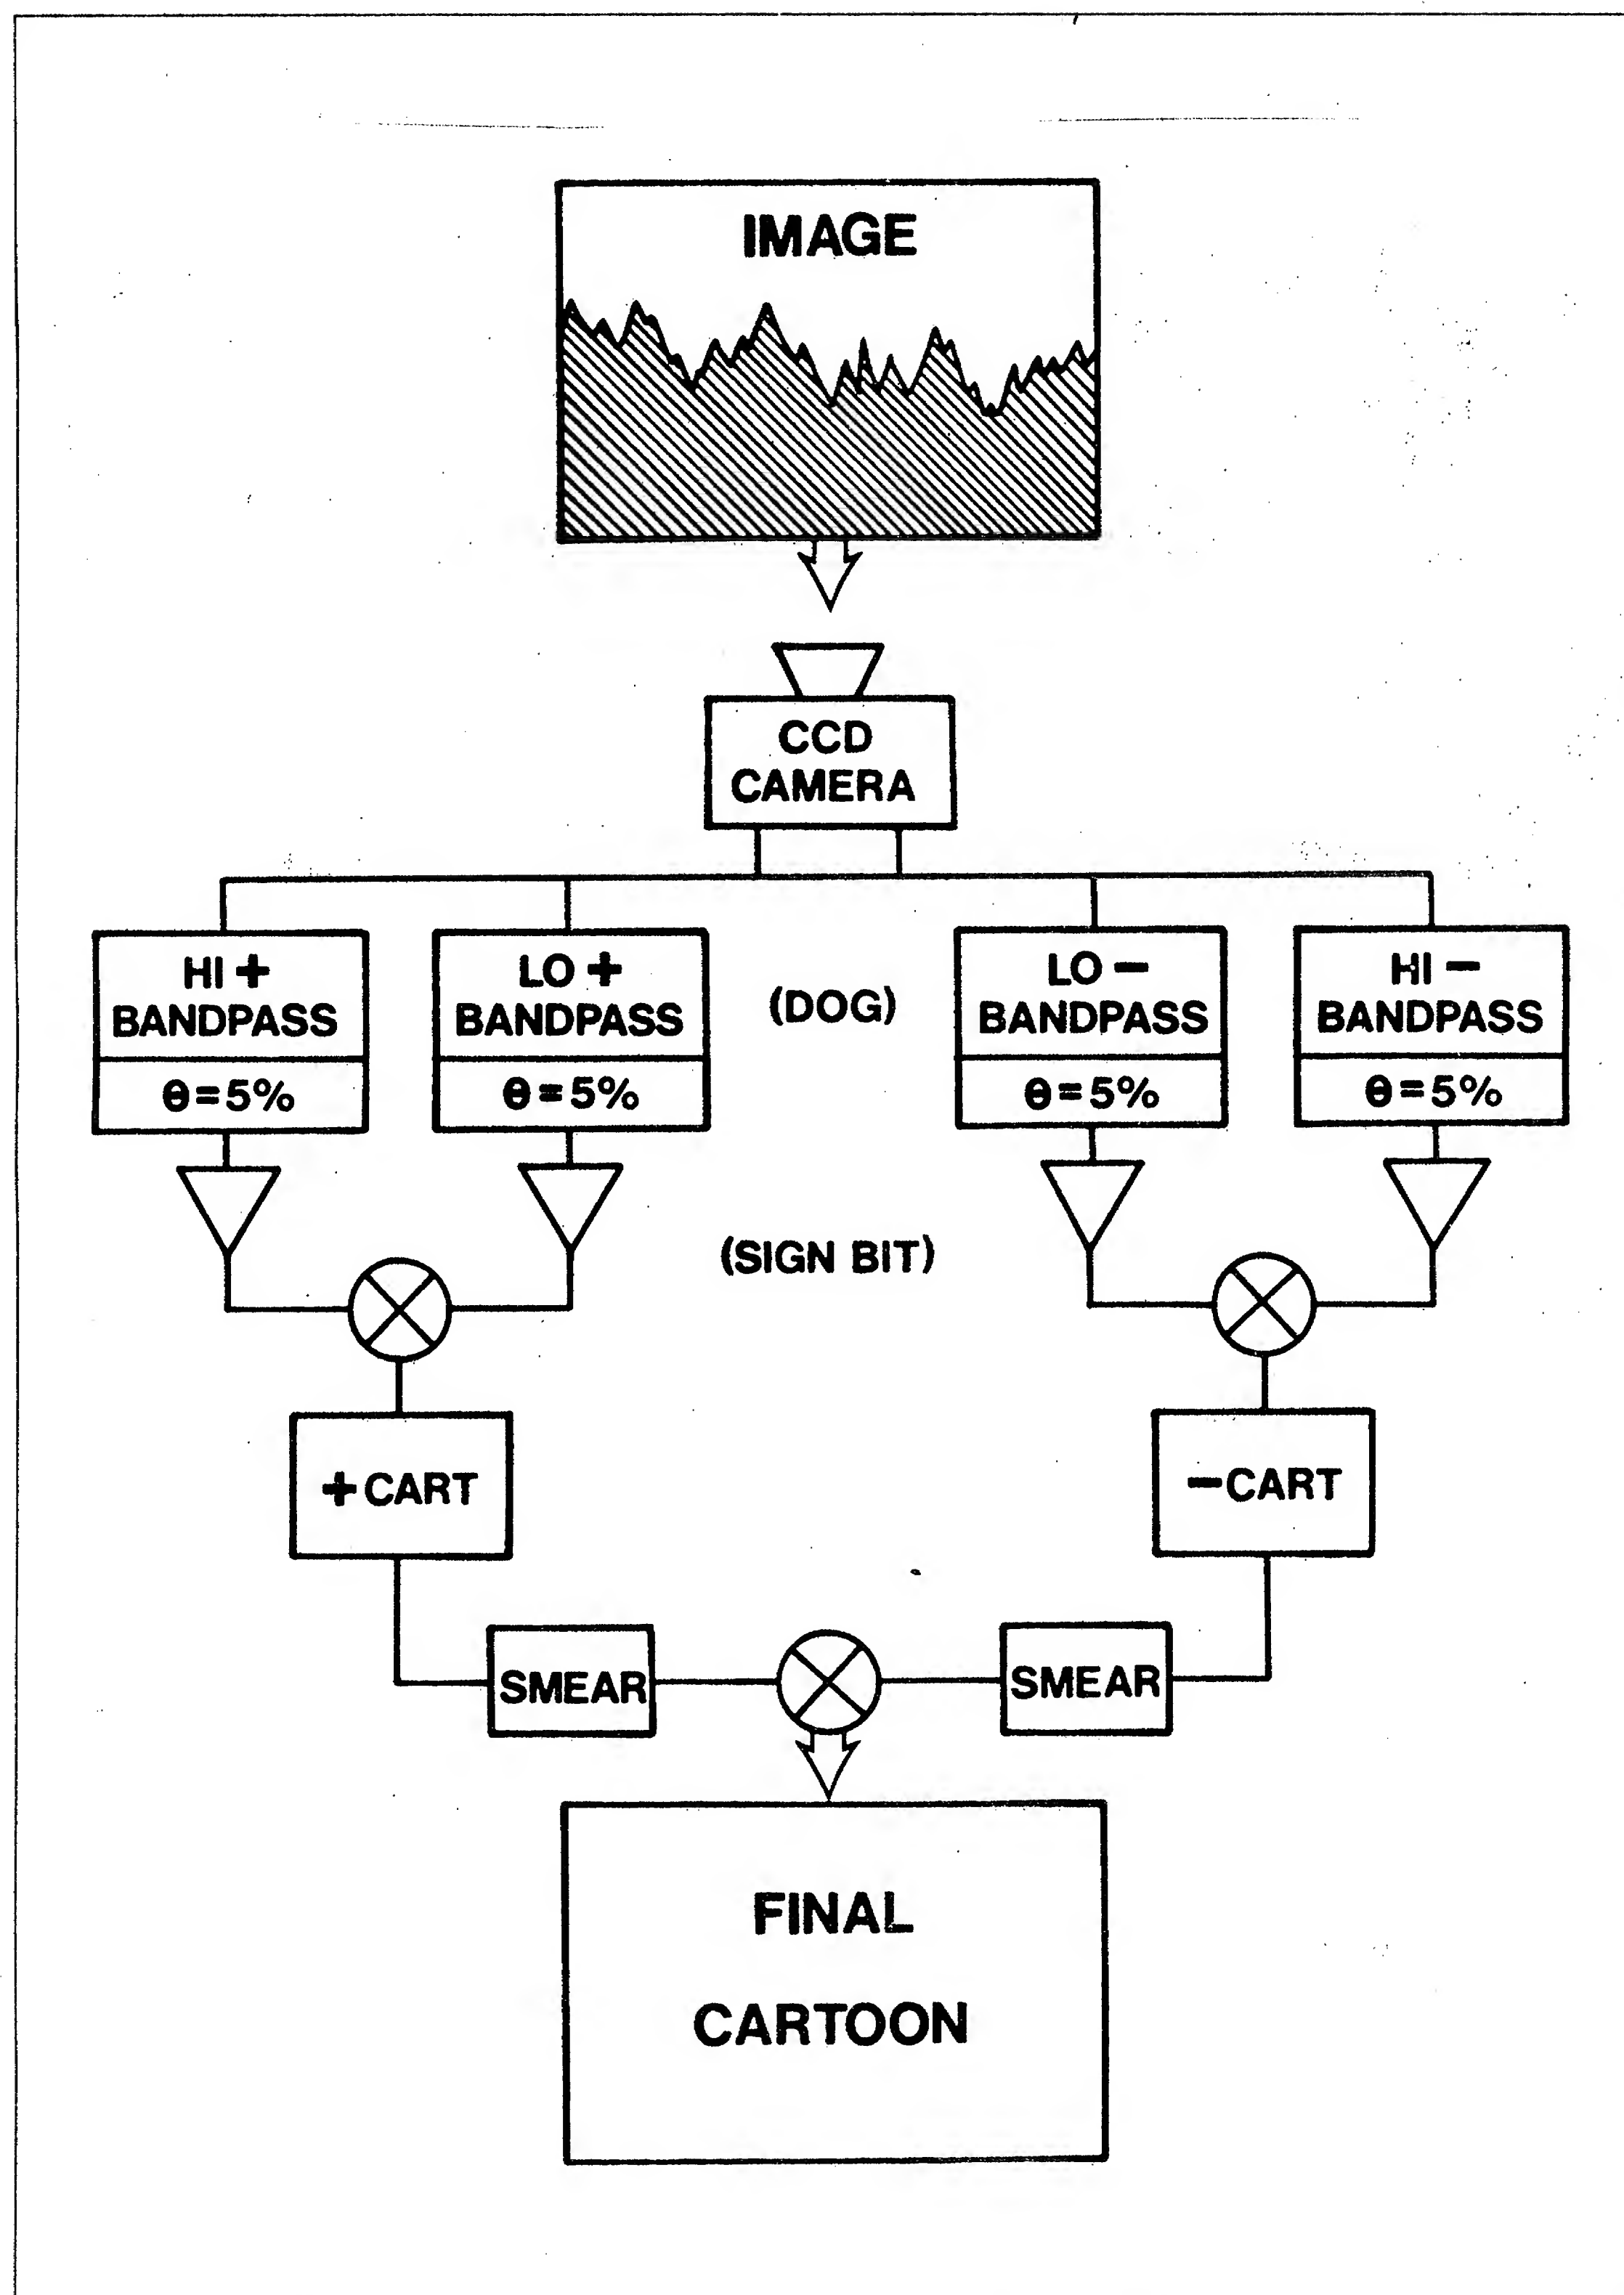 IMAGE
CCD
CAMERA
HI +
BANDPASS
θ = 5%
LO +
BANDPASS
θ = 5%
(DOG)
LO −
BANDPASS
θ = 5%
HI −
BANDPASS
θ = 5%
(SIGN BIT)
+ CART
− CART
SMEAR
SMEAR
FINAL
CARTOON